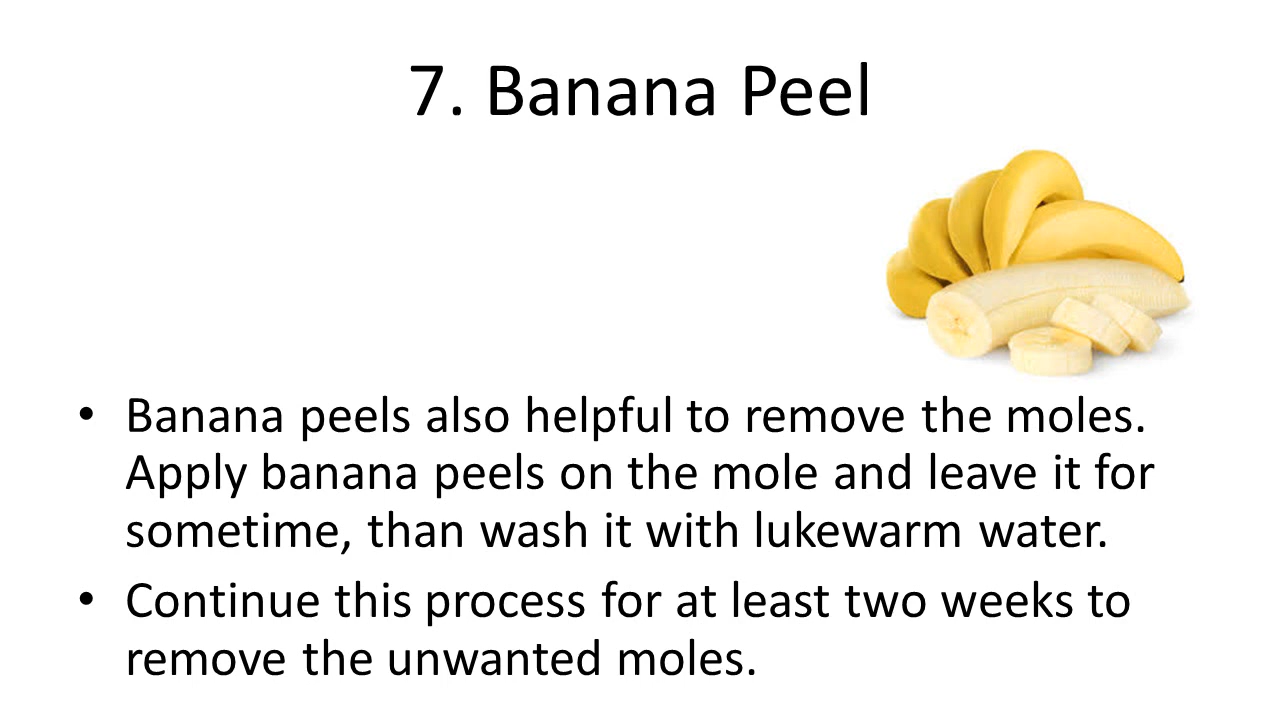 7. Banana Peel
• Banana peels also helpful to remove the moles.
Apply banana peels on the mole and leave it for
sometime, than wash it with lukewarm water.
• Continue this process for at least two weeks to
remove the unwanted moles.